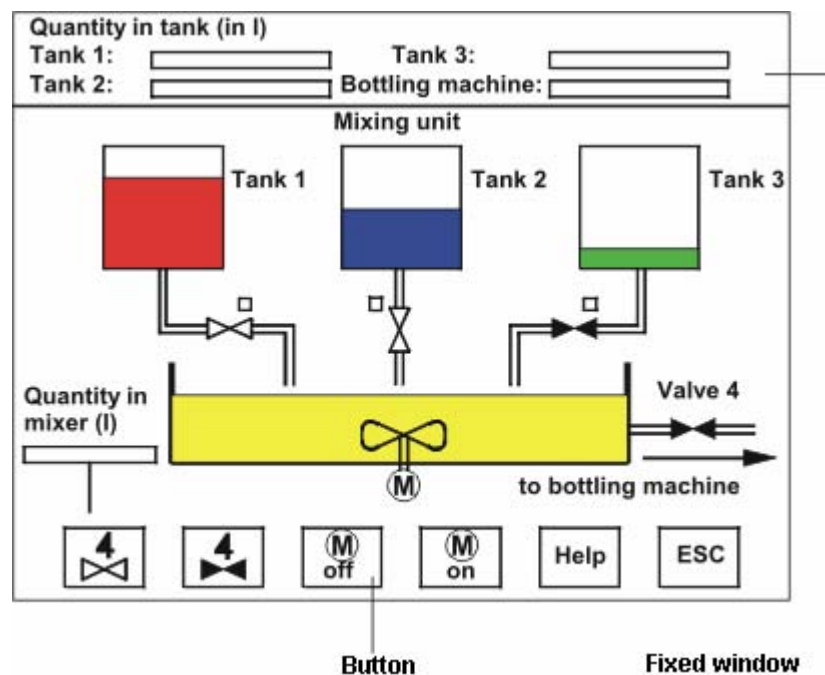 Quantity in tank (in l)
Tank 1: Tank 3:
Tank 2: Bottling machine:
Mixing unit
Tank 1 Tank 2 Tank 3
Quantity in
mixer (l)
Valve 4
M
to bottling machine
4 4 M M
off on Help ESC
Button Fixed window